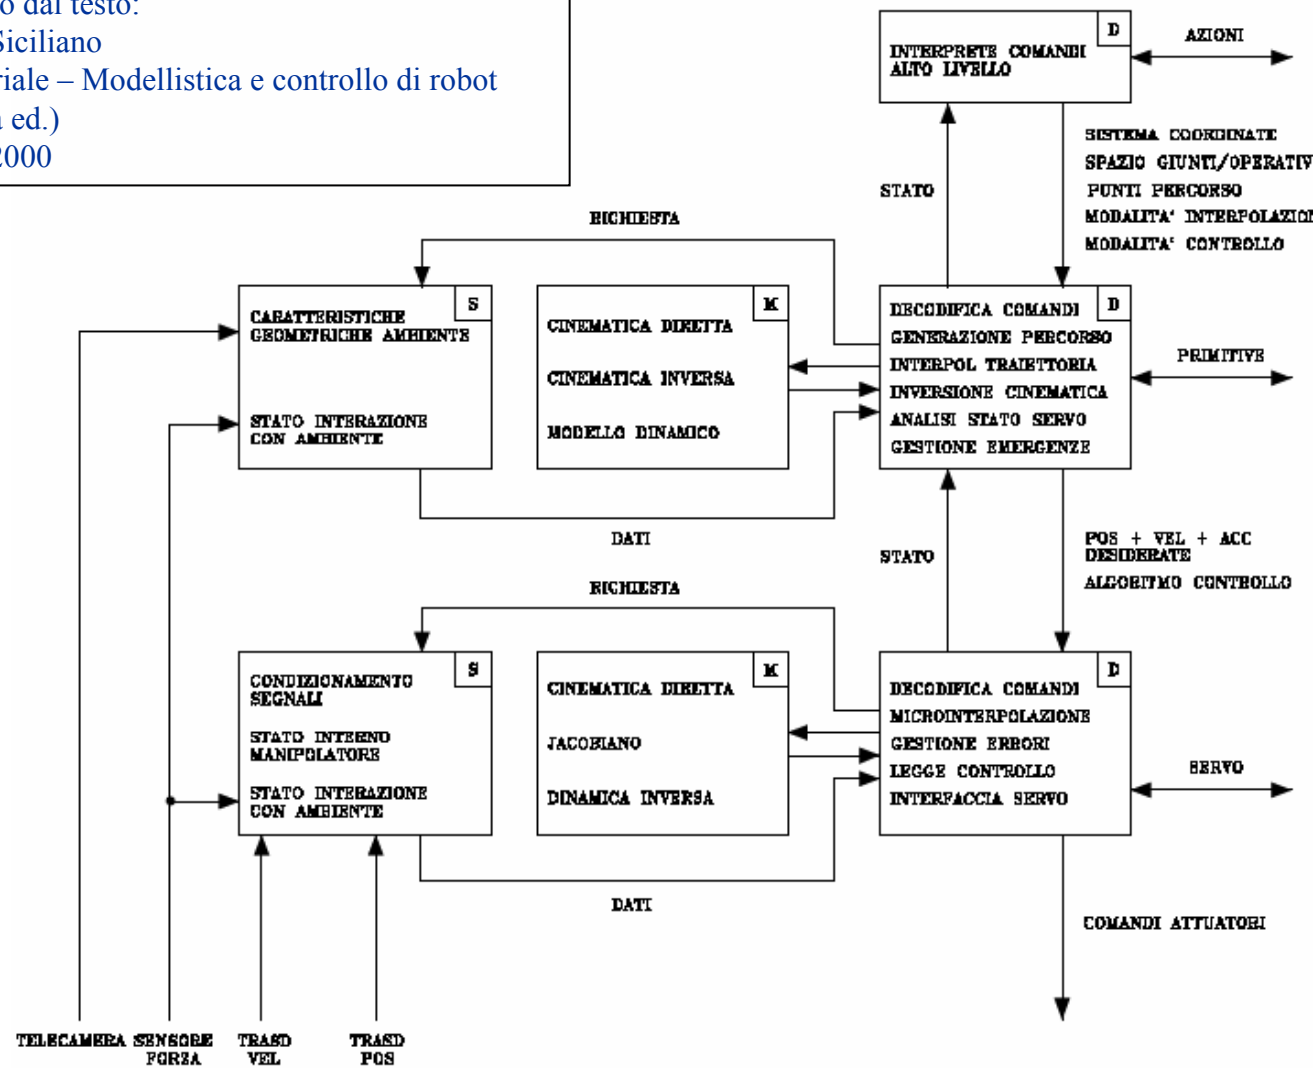 dal testo:
Siciliano
– Modellistica e controllo di robot
ed.)
2000
D
INTERPRETE COMANDI
ALTO LIVELLO
AZIONI
STATO
SISTEMA COORDINATE
SPAZIO GIUNTI/OPERATIV
PUNTI PERCORSO
MODALITA' INTERPOLAZION
MODALITA' CONTROLLO
RICHIESTA
S
CARATTERISTICHE
GEOMETRICHE AMBIENTE
STATO INTERAZIONE
CON AMBIENTE
M
CINEMATICA DIRETTA
CINEMATICA INVERSA
MODELLO DINAMICO
D
DECODIFICA COMANDI
GENERAZIONE PERCORSO
INTERPOL TRAIETTORIA
INVERSIONE CINEMATICA
ANALISI STATO SERVO
GESTIONE EMERGENZE
PRIMITIVE
DATI
STATO
POS + VEL + ACC
DESIDERATE
ALGORITMO CONTROLLO
RICHIESTA
S
CONDIZIONAMENTO
SEGNALI
STATO INTERNO
MANIPOLATORE
STATO INTERAZIONE
CON AMBIENTE
M
CINEMATICA DIRETTA
JACOBIANO
DINAMICA INVERSA
D
DECODIFICA COMANDI
MICROINTERPOLAZIONE
GESTIONE ERRORI
LEGGE CONTROLLO
INTERFACCIA SERVO
SERVO
DATI
COMANDI ATTUATORI
TELECAMERA
SENSORE
FORZA
TRASD
VEL
TRASD
POS